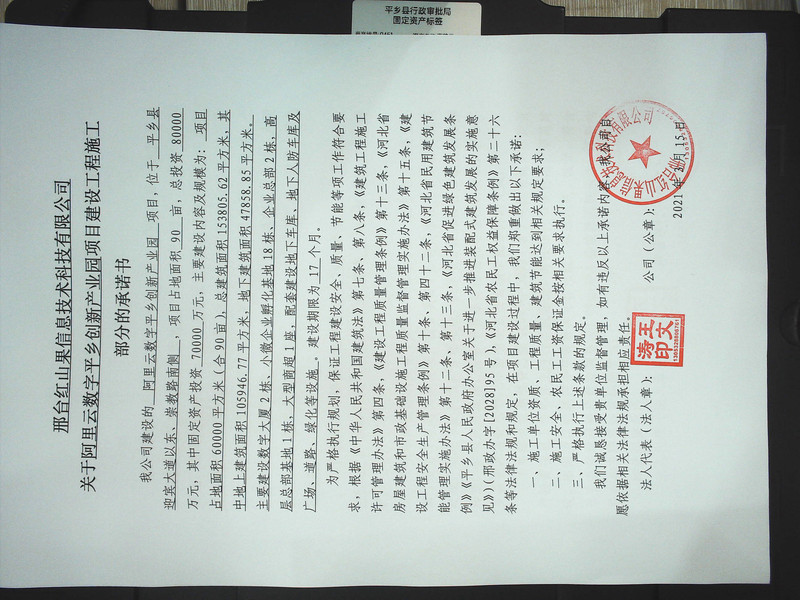 平乡县行政审批局
固定资产标签
邢台红山果信息技术科技有限公司
关于阿里云数字平乡创新产业园项目建设工程施工
部分的承诺书
我公司建设的 阿里云数字平乡创新产业园 项目，位于 平乡县
迎宾大道以东、崇教路南侧 ，项目占地面积 90 亩，总投资 80000
万元，其中固定资产投资 70000 万元，主要建设内容及规模为： 项目
占地面积 60000 平方米（合 90 亩），总建筑面积 153805.62 平方米，其
中地上建筑面积 105946.77 平方米，地下建筑面积 47858.85 平方米。
主要建设数字大厦 2 栋、小微企业孵化基地 18 栋、企业总部 2 栋，高
层总部基地 1 栋，大型商超 1 座，配套建设地下车库、地下人防车库及
广场、道路、绿化等设施 。建设期限为 17 个月。
为严格执行规划，保证工程建设安全、质量、节能等项工作符合要
求，根据《中华人民共和国建筑法》第七条、第八条，《建筑工程施工
许可管理办法》第四条，《建设工程质量管理条例》第十三条，《河北省
房屋建筑和市政基础设施工程质量监督管理实施办法》第十五条，《建
设工程安全生产管理条例》第十条、第四十二条，《河北省民用建筑节
能管理实施办法》第十二条、第十三条，《河北省促进绿色建筑发展条
例》《平乡县人民政府办公室关于进一步推进装配式建筑发展的实施意
见》》（邢政办字[2028]95 号），《河北省农民工权益保障条例》第三十六
条等法律法规和规定，在项目建设过程中，我们郑重做出以下承诺：
一、施工单位资质、工程质量、建筑节能达到相关规定要求；
二、施工安全、农民工工资保证金按相关要求执行。
三、严格执行上述条款的规定。
我们诚恳接受贵单位监督管理，如有违反以上承诺内容，我公司自
愿依据相关法律法规承担相应责任。
法人代表（法人章）：
王文涛印
公司（公章）：
2021 年 月 15 日